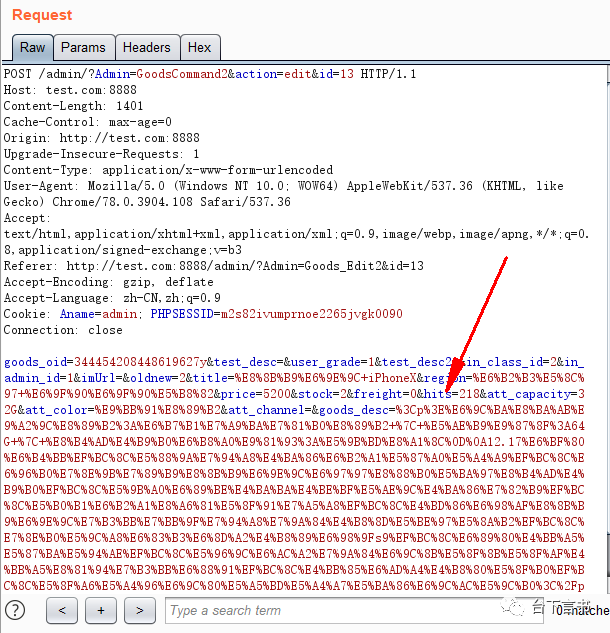 Request
Raw Params Headers Hex
POST /admin/?Admin=GoodsCommand2&action=edit&id=13 HTTP/1.1
Host: test.com:8888
Content-Length: 1401
Cache-Control: max-age=0
Origin: http://test.com:8888
Upgrade-Insecure-Requests: 1
Content-Type: application/x-www-form-urlencoded
User-Agent: Mozilla/5.0 (Windows NT 10.0; WOW64) AppleWebKit/537.36 (KHTML, like
Gecko) Chrome/78.0.3904.108 Safari/537.36
Accept:
text/html,application/xhtml+xml,application/xml;q=0.9,image/webp,image/apng,*/*;q=0.
8,application/signed-exchange;v=b3
Referer: http://test.com:8888/admin/?Admin=Goods_Edit2&id=13
Accept-Encoding: gzip, deflate
Accept-Language: zh-CN,zh;q=0.9
Cookie: Aname=admin; PHPSESSID=m2s82ivumprnoe2265jvgk0090
Connection: close
goods_oid=344454208448619627y&test_desc=&user_grade=1&test_desc2 in_class_id=2&in_
admin_id=1&imUrl=&oldnew=2&title=%E8%8B%B9%E6%9E%9C+iPhoneX&region=%E6%B2%B3%E5%8C%
97+%E6%9F%90%E6%9F%90%E5%B8%82&price=5200&stock=2&freight=0&hits=218&att_capacity=3
2G&att_color=%E9%BB%91%E8%89%B2&att_channel=&goods_desc=%3Cp%3E%E6%9C%BA%E8%BA%AB%E
9%A2%9C%E8%89%B2%3A%E6%B7%B1%E7%A9%BA%E7%81%B0%E8%89%B2+%7C+%E5%AE%B9%E9%87%8F%3A64
G+%7C+%E8%B4%AD%E4%B9%B0%E6%B8%A0%E9%81%93%3A%E5%9B%BD%E8%A1%8C%0D%0A12.17%E6%BF%80
%E6%B4%BB%EF%BC%8C%E5%88%9A%E7%94%A8%E4%BA%86%E6%B2%A1%E5%87%A0%E5%A4%A9%EF%BC%8C%E
6%96%B0%E7%8E%9B%E7%89%B9%E8%8B%B9%E6%9E%9C%E6%97%97%E8%88%B0%E5%BA%97%E8%B4%AD%E4%
B9%B0%EF%BC%8C%E5%9B%A0%E6%89%BE%E4%BA%BA%E4%BE%BF%E5%AE%9C%E4%BA%86%E7%82%B9%EF%BC
%8C%E5%B0%B1%E6%B2%A1%E8%A6%81%E5%8F%91%E7%A5%A8%EF%BC%8C%E4%BD%86%E6%98%AF%E8%8B%B
9%E6%9E%9C%E7%B3%BB%E7%BB%9F%E7%94%A8%E7%9A%84%E4%B8%8D%E5%BE%97%E5%8A%B2%EF%BC%8C%E
7%8E%B0%E5%9C%A8%E6%83%B3%E6%8D%A2%E4%B8%89%E6%98%9Fs9%EF%BC%8C%E6%89%80%E4%BB%A5%
E5%87%BA%E5%94%AE%EF%BC%8C%E5%96%9C%E6%AC%A2%E7%9A%84%E6%9C%8B%E5%8F%8B%E5%8F%AF%E4
%BB%A5%E8%81%94%E7%B3%BB%E6%88%91%EF%BC%8C%E4%BB%85%E6%AD%A4%E4%B8%80%E5%8F%B0%EF%B
C%8C%E5%8F%A6%E5%A4%96%E6%9C%80%E5%A5%BD%E5%A4%A7%E5%BA%86%E6%9C%AC%E5%9C%B0%3C%2Fp
? < + > Type a search term 0 matche
台下言书